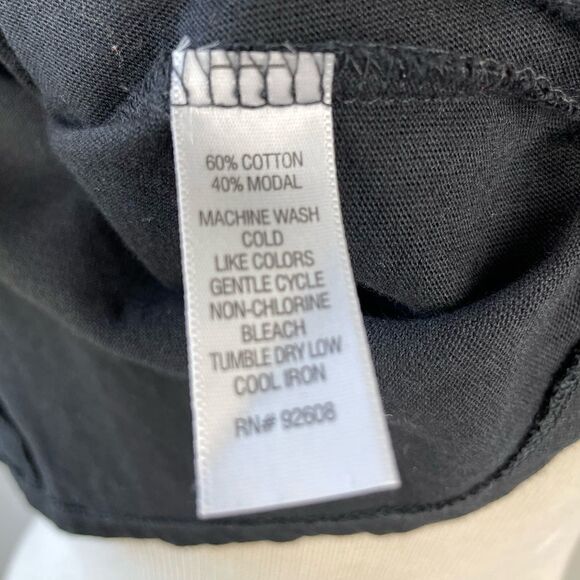 60% COTTON
40% MODAL
MACHINE WASH
COLD
LIKE COLORS
GENTLE CYCLE
NON-CHLORINE
BLEACH
TUMBLE DRY LOW
COOL IRON
RN# 92608